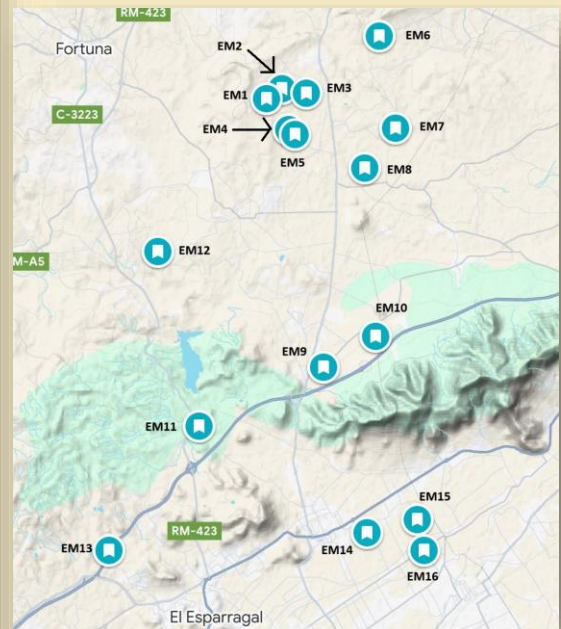 RM-423
EM6
Fortuna
EM2
EM1
EM3
C-3223
EM4
EM7
EM5
EM8
EM12
M-A5
EM10
EM9
EM11
EM15
RM-423
EM14
EM13
EM16
El Esparragal